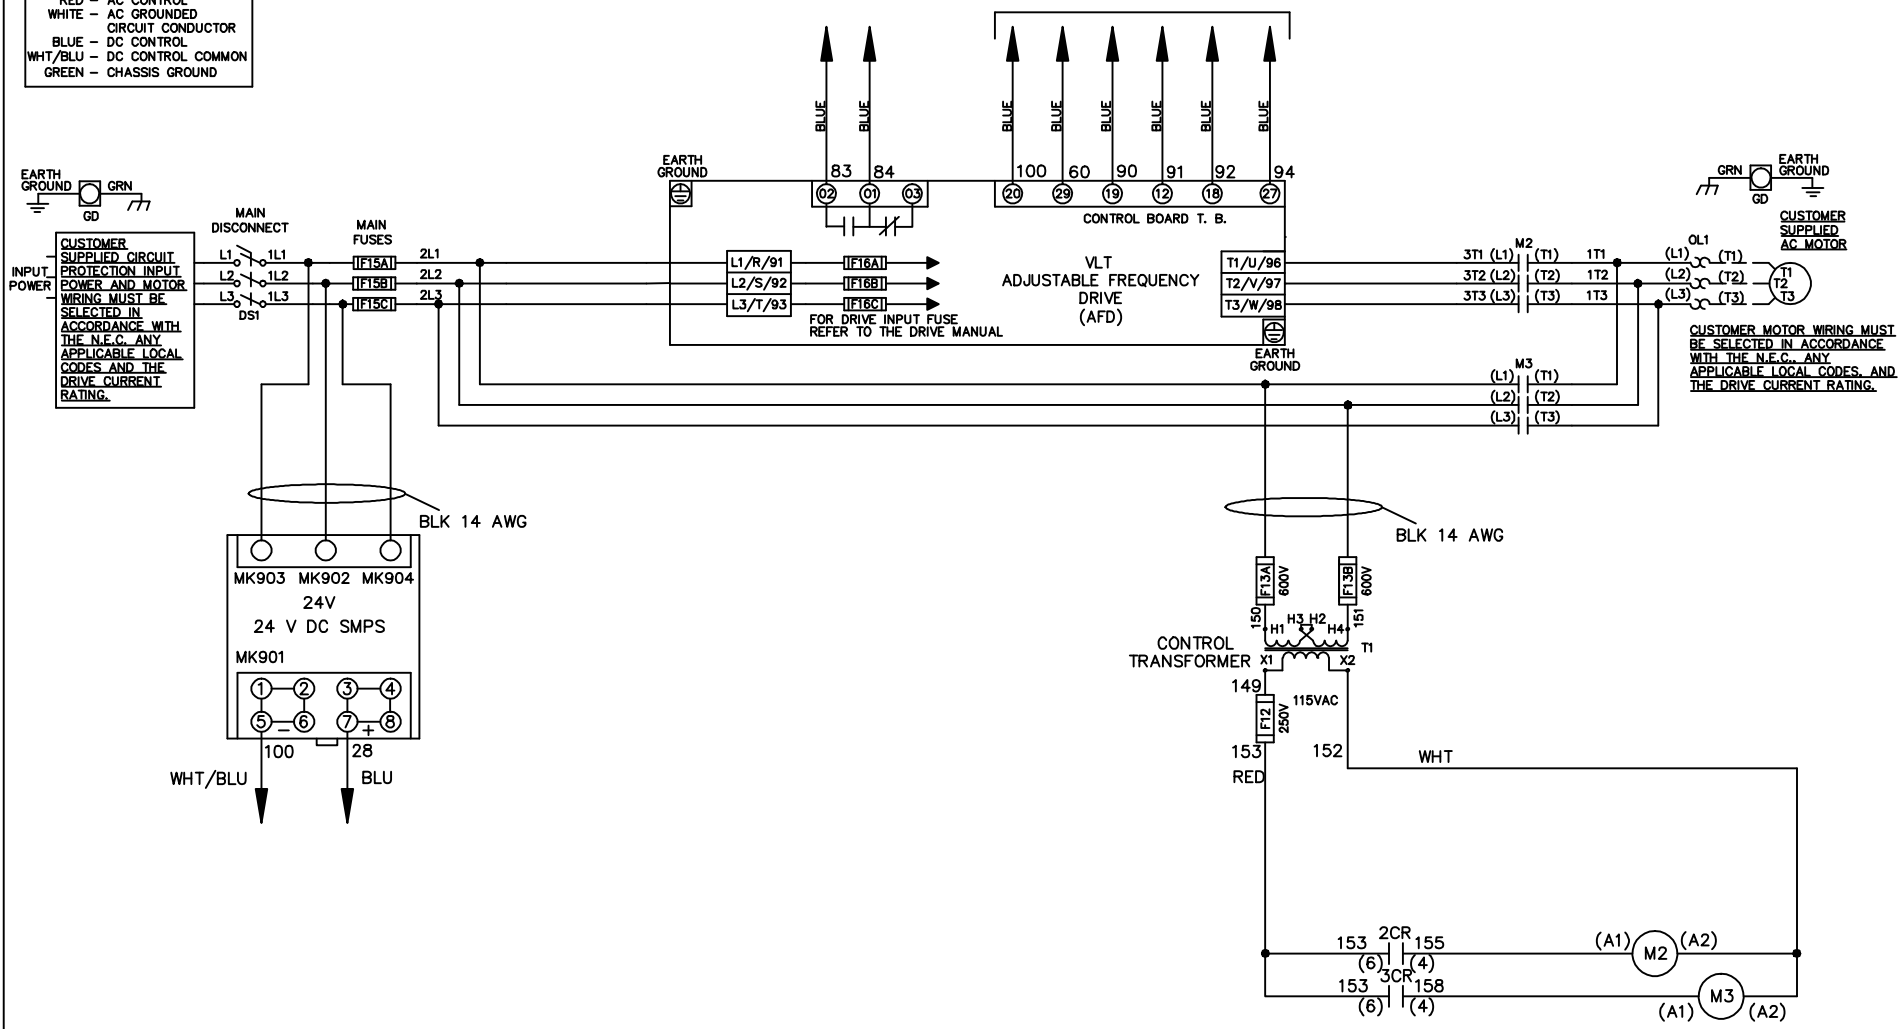 RED – AC CONTROL
WHITE – AC GROUNDED
CIRCUIT CONDUCTOR
BLUE – DC CONTROL
WHT/BLU – DC CONTROL COMMON
GREEN – CHASSIS GROUND
BLUE
BLUE
BLUE
BLUE
BLUE
BLUE
BLUE
BLUE
EARTH
GROUND
GRN
GD
EARTH
GROUND
83
84
02
01
03
100
60
90
91
92
94
20
29
19
12
18
27
CONTROL BOARD T. B.
GRN
EARTH
GROUND
GD
CUSTOMER
SUPPLIED
AC MOTOR
INPUT
POWER
CUSTOMER
SUPPLIED CIRCUIT
PROTECTION INPUT
POWER AND MOTOR
WIRING MUST BE
SELECTED IN
ACCORDANCE WITH
THE N.E.C. ANY
APPLICABLE LOCAL
CODES AND THE
DRIVE CURRENT
RATING.
MAIN
DISCONNECT
L1 1L1
L2 1L2
L3 1L3
DS1
MAIN
FUSES
F15A
F15B
F15C
2L1
2L2
2L3
L1/R/91
L2/S/92
L3/T/93
F16A
F16B
F16C
FOR DRIVE INPUT FUSE
REFER TO THE DRIVE MANUAL
VLT
ADJUSTABLE FREQUENCY
DRIVE
(AFD)
T1/U/96
T2/V/97
T3/W/98
EARTH
GROUND
M2
3T1 (L1) (T1) 1T1
3T2 (L2) (T2) 1T2
3T3 (L3) (T3) 1T3
OL1
(L1) (T1)
(L2) (T2)
(L3) (T3)
T1
T2
T3
CUSTOMER MOTOR WIRING MUST
BE SELECTED IN ACCORDANCE
WITH THE N.E.C., ANY
APPLICABLE LOCAL CODES, AND
THE DRIVE CURRENT RATING.
M3
(L1) (T1)
(L2) (T2)
(L3) (T3)
BLK 14 AWG
MK903 MK902 MK904
24V
24 V DC SMPS
MK901
1 2 3 4
5 6 7 8
– +
100
28
WHT/BLU
BLU
BLK 14 AWG
F13A
600V
F13B
600V
150
151
H1 H3 H2 H4
T1
CONTROL
TRANSFORMER
X1 X2
149
F12
250V
115VAC
153
RED
152
WHT
2CR
153 155
(6) (4)
(A1) M2 (A2)
3CR
153 158
(6) (4)
(A1) M3 (A2)